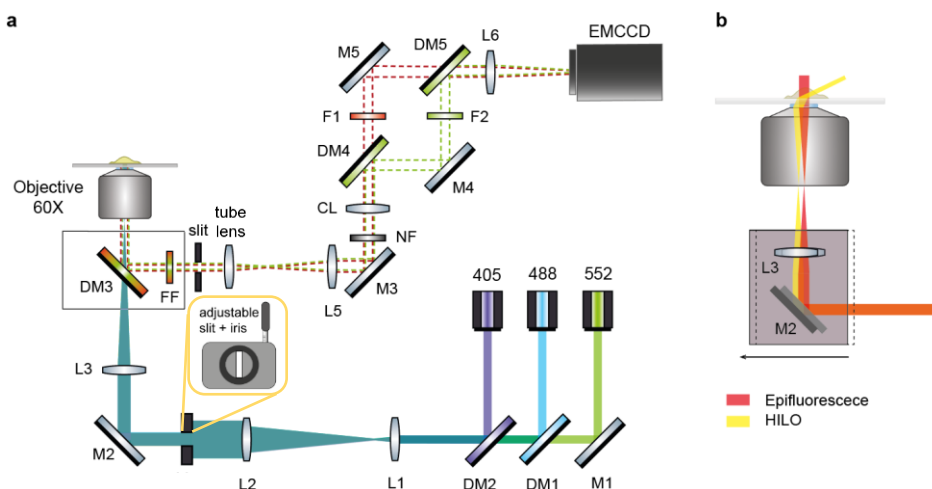 a
b
EMCCD
L6
DM5
M5
F1
F2
DM4
M4
Objective
60X
CL
tube
lens
slit
NF
L3
DM3
FF
L5
M3
405
488
552
M2
adjustable
slit + iris
L3
M2
L2
L1
DM2
DM1
M1
Epifluorescece
HILO